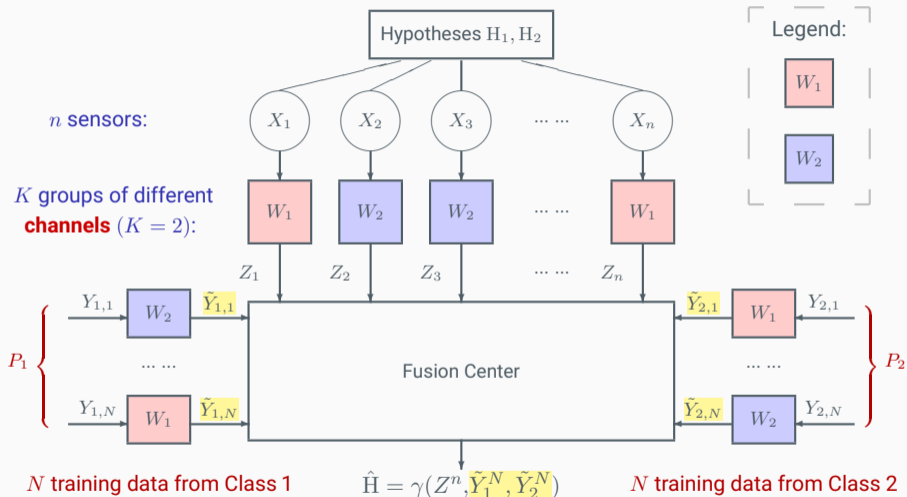 Hypotheses H₁, H₂
Legend:
W₁
W₂
n sensors:
X₁ X₂ X₃ ... ... Xₙ
K groups of different
channels (K = 2):
W₁ W₂ W₂ ... ... W₁
Z₁ Z₂ Z₃ ... ... Zₙ
Y₁,₁ W₂ Ỹ₁,₁ Ỹ₂,₁ W₁ Y₂,₁
P₁ ... ... Fusion Center ... ... P₂
Y₁,N W₁ Ỹ₁,N Ỹ₂,N W₂ Y₂,N
N training data from Class 1
Ĥ = γ(Zⁿ, Ỹ₁ᴺ, Ỹ₂ᴺ)
N training data from Class 2